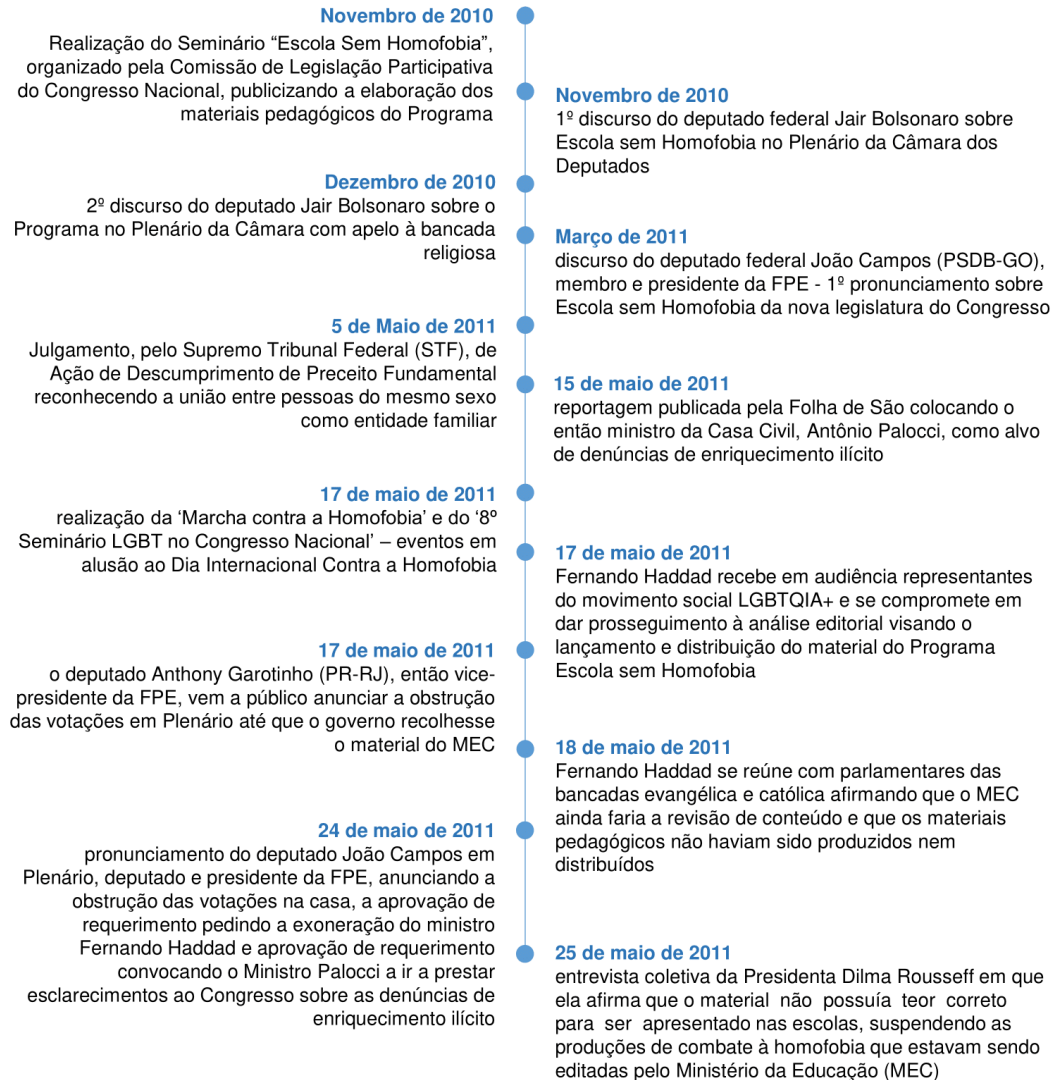 Novembro de 2010
Realização do Seminário “Escola Sem Homofobia”,
organizado pela Comissão de Legislação Participativa
do Congresso Nacional, publicizando a elaboração dos
materiais pedagógicos do Programa
Novembro de 2010
1º discurso do deputado federal Jair Bolsonaro sobre
Escola sem Homofobia no Plenário da Câmara dos
Deputados
Dezembro de 2010
2º discurso do deputado Jair Bolsonaro sobre o
Programa no Plenário da Câmara com apelo à bancada
religiosa
Março de 2011
discurso do deputado federal João Campos (PSDB-GO),
membro e presidente da FPE - 1º pronunciamento sobre
Escola sem Homofobia da nova legislatura do Congresso
5 de Maio de 2011
Julgamento, pelo Supremo Tribunal Federal (STF), de
Ação de Descumprimento de Preceito Fundamental
reconhecendo a união entre pessoas do mesmo sexo
como entidade familiar
15 de maio de 2011
reportagem publicada pela Folha de São colocando o
então ministro da Casa Civil, Antônio Palocci, como alvo
de denúncias de enriquecimento ilícito
17 de maio de 2011
realização da ‘Marcha contra a Homofobia’ e do ‘8º
Seminário LGBT no Congresso Nacional’ – eventos em
alusão ao Dia Internacional Contra a Homofobia
17 de maio de 2011
Fernando Haddad recebe em audiência representantes
do movimento social LGBTQIA+ e se compromete em
dar prosseguimento à análise editorial visando o
lançamento e distribuição do material do Programa
Escola sem Homofobia
17 de maio de 2011
o deputado Anthony Garotinho (PR-RJ), então vice-
presidente da FPE, vem a público anunciar a obstrução
das votações em Plenário até que o governo recolhesse
o material do MEC
18 de maio de 2011
Fernando Haddad se reúne com parlamentares das
bancadas evangélica e católica afirmando que o MEC
ainda faria a revisão de conteúdo e que os materiais
pedagógicos não haviam sido produzidos nem
distribuídos
24 de maio de 2011
pronunciamento do deputado João Campos em
Plenário, deputado e presidente da FPE, anunciando a
obstrução das votações na casa, a aprovação de
requerimento pedindo a exoneração do ministro
Fernando Haddad e aprovação de requerimento
convocando o Ministro Palocci a ir a prestar
esclarecimentos ao Congresso sobre as denúncias de
enriquecimento ilícito
25 de maio de 2011
entrevista coletiva da Presidenta Dilma Rousseff em que
ela afirma que o material não possuía teor correto
para ser apresentado nas escolas, suspendendo as
produções de combate à homofobia que estavam sendo
editadas pelo Ministério da Educação (MEC)